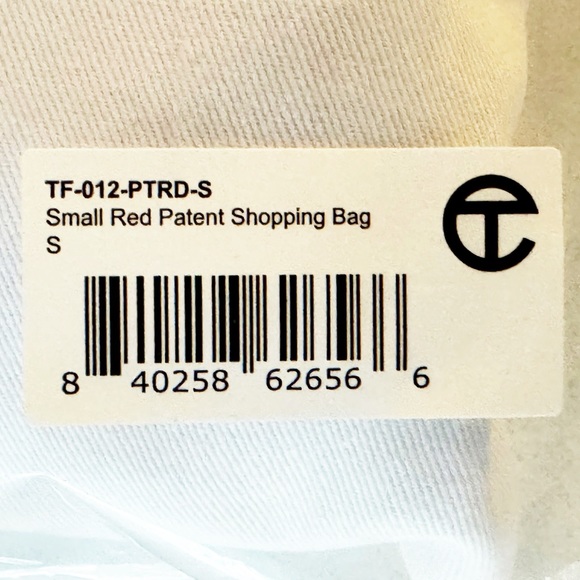 TF-012-PTRD-S
Small Red Patent Shopping Bag
S
8 40258 62656 6